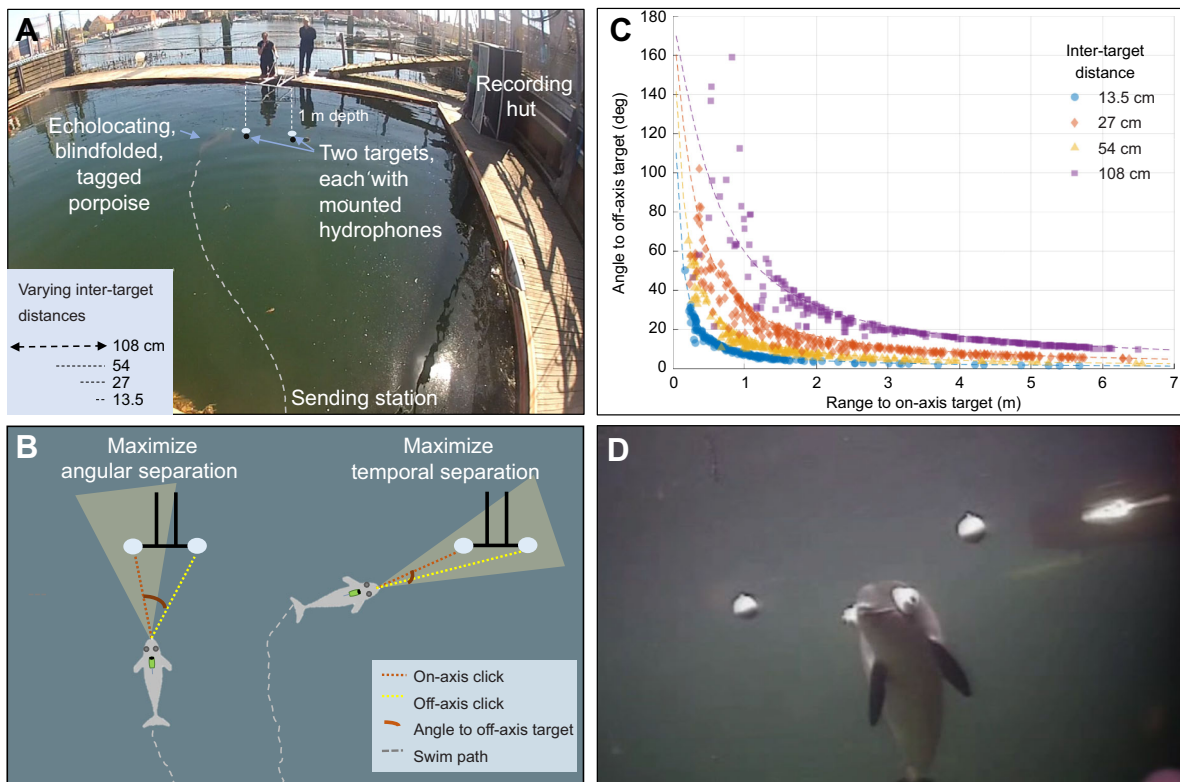 A
Recording
hut
1 m depth
Echolocating,
blindfolded,
tagged
porpoise
Two targets,
each with
mounted
hydrophones
Varying inter-target
distances
108 cm
54
27
13.5
Sending station
B
Maximize
angular separation
Maximize
temporal separation
On-axis click
Off-axis click
Angle to off-axis target
Swim path
C
Angle to off-axis target (deg)
180
160
140
120
100
80
60
40
20
0
0 1 2 3 4 5 6 7
Range to on-axis target (m)
Inter-target
distance
13.5 cm
27 cm
54 cm
108 cm
D